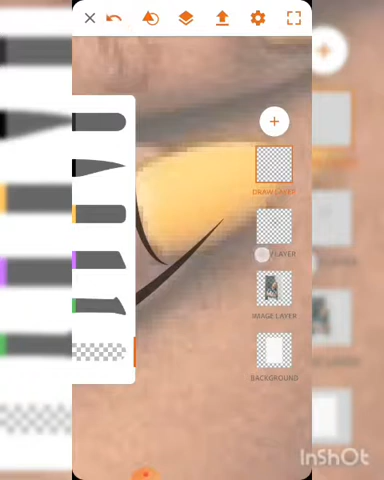 DRAW LAYER
LAYER
IMAGE LAYER
BACKGROUND
InShOt